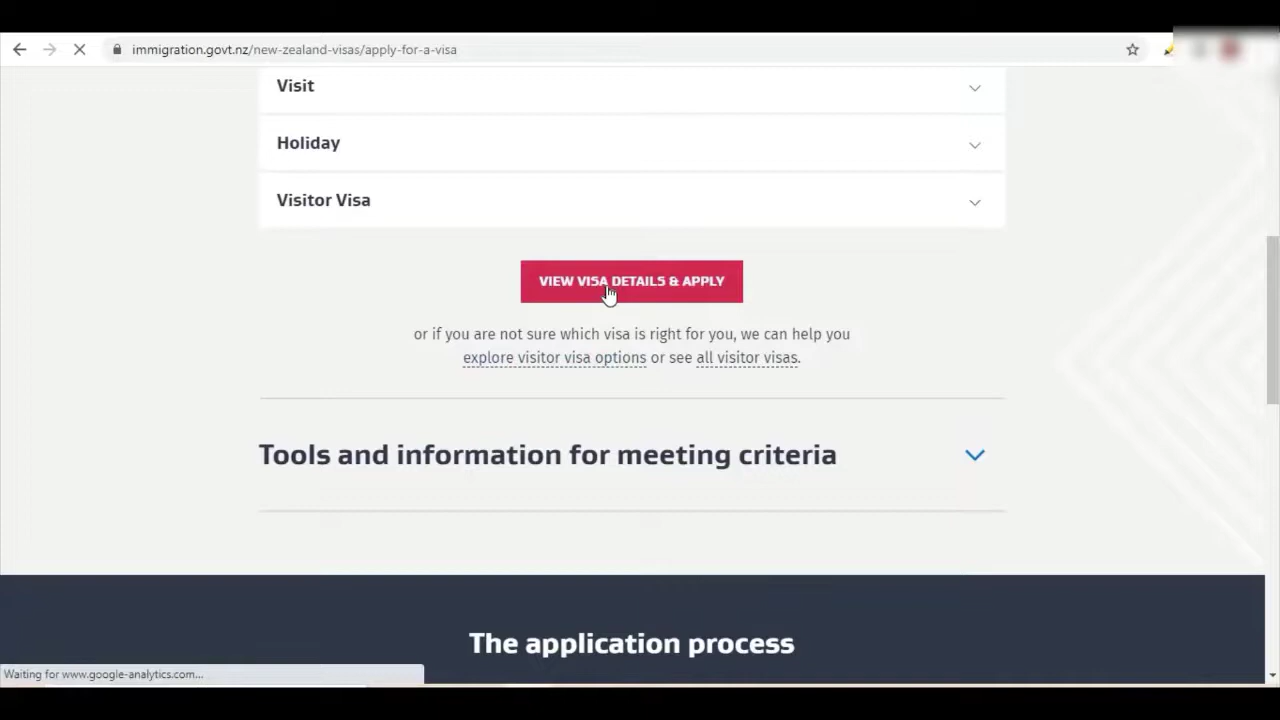 immigration.govt.nz/new-zealand-visas/apply-for-a-visa
Visit
Holiday
Visitor Visa
VIEW VISA DETAILS & APPLY
or if you are not sure which visa is right for you, we can help you
explore visitor visa options or see all visitor visas.
Tools and information for meeting criteria
The application process
Waiting for www.google-analytics.com...